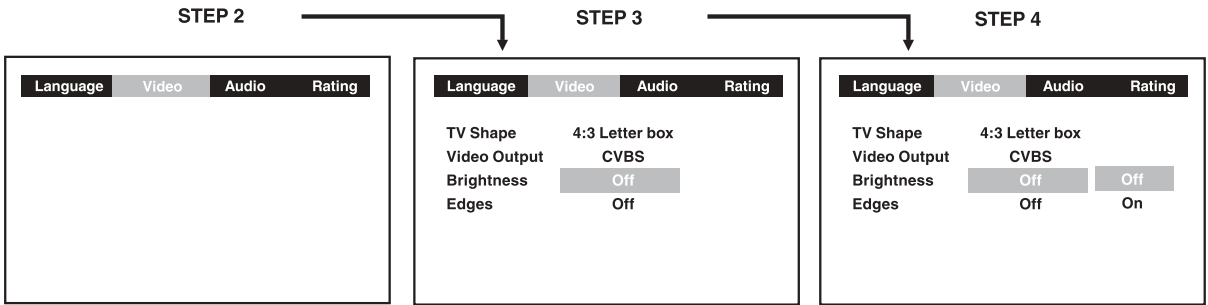 STEP 2
STEP 3
STEP 4
Language Video Audio Rating
Language Video Audio Rating
TV Shape 4:3 Letter box
Video Output CVBS
Brightness Off
Edges Off
Language Video Audio Rating
TV Shape 4:3 Letter box
Video Output CVBS
Brightness Off Off
Edges Off On